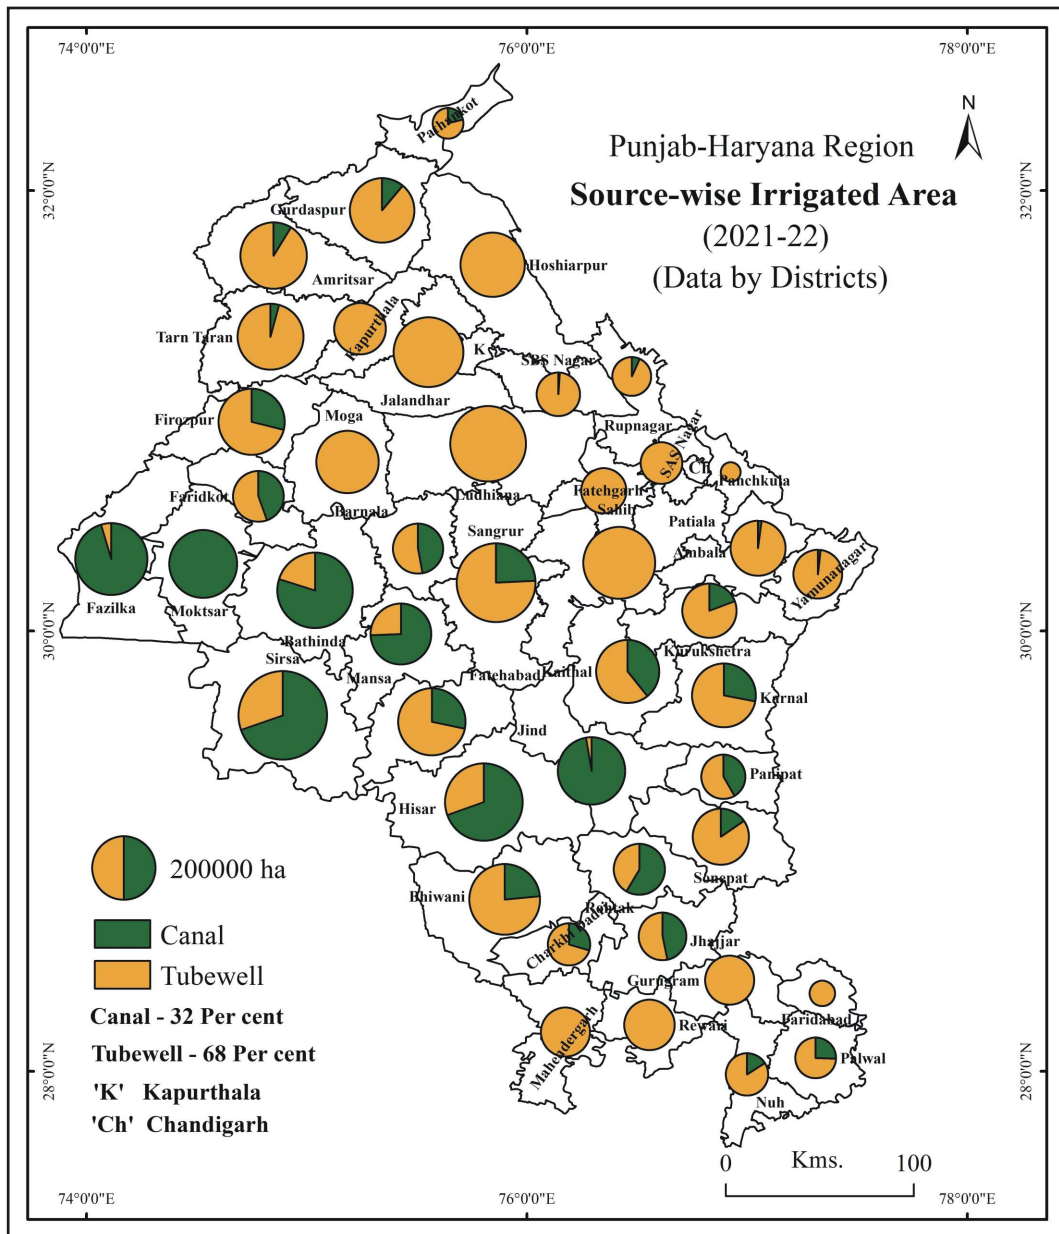 74°0'0"E
76°0'0"E
78°0'0"E
N
Punjab-Haryana Region
Source-wise Irrigated Area
(2021-22)
(Data by Districts)
32°0'0"N
32°0'0"N
Pathankot
Gurdaspur
Hoshiarpur
Amritsar
Tarn Taran
Kapurthala
K
SBS Nagar
Jalandhar
Firozpur
Moga
Rupnagar
SAS Nagar
Ch
Panchkula
Faridkot
Ludhiana
Fatehgarh
Sahib
Barnala
Sangrur
Patiala
Ambala
Yamunanagar
Fazilka
Moktsar
Bathinda
30°0'0"N
30°0'0"N
Sirsa
Mansa
Fatehabad
Kaithal
Kurukshetra
Karnal
Jind
Panipat
Hisar
Sonepat
Bhiwani
Rohtak
Charkhi Dadri
Jhajjar
Gurugram
Faridabad
Rewari
Mahendergarh
Palwal
Nuh
28°0'0"N
28°0'0"N
200000 ha
Canal
Tubewell
Canal - 32 Per cent
Tubewell - 68 Per cent
'K' Kapurthala
'Ch' Chandigarh
0 Kms. 100
74°0'0"E
76°0'0"E
78°0'0"E